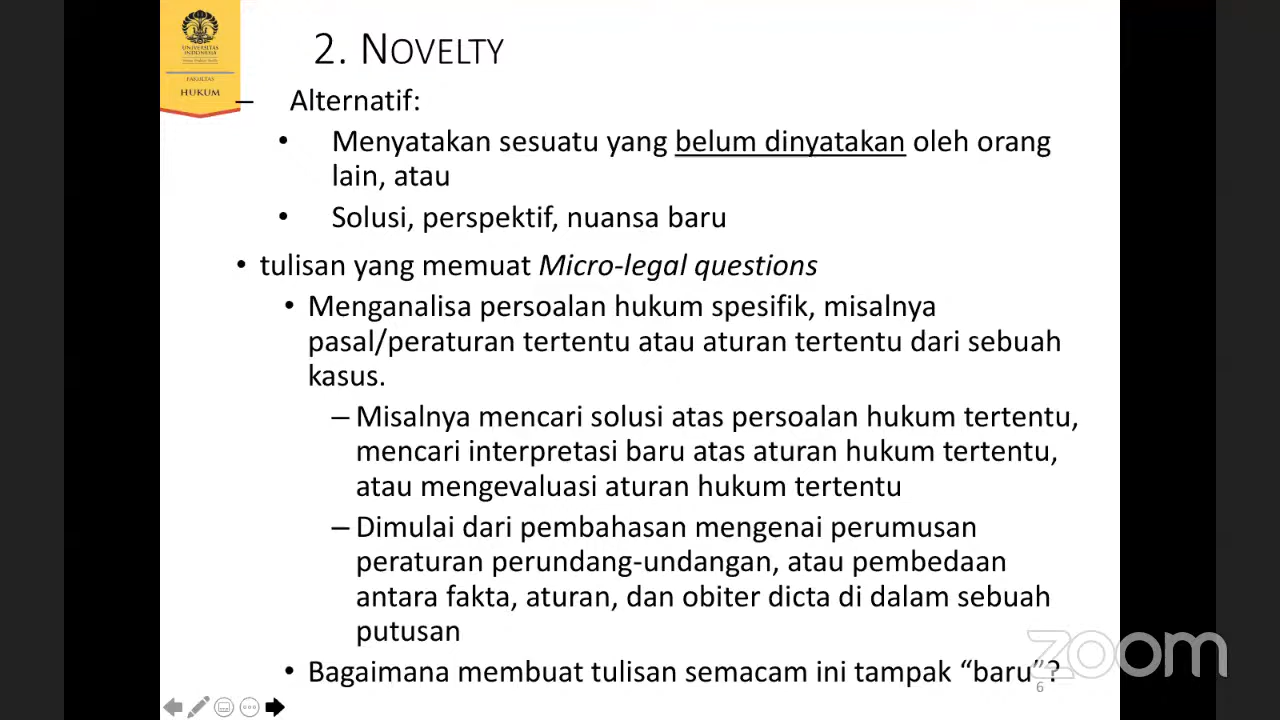 UNIVERSITAS
INDONESIA
FAKULTAS
HUKUM
2. NOVELTY
– Alternatif:
• Menyatakan sesuatu yang belum dinyatakan oleh orang
lain, atau
• Solusi, perspektif, nuansa baru
• tulisan yang memuat Micro-legal questions
• Menganalisa persoalan hukum spesifik, misalnya
pasal/peraturan tertentu atau aturan tertentu dari sebuah
kasus.
– Misalnya mencari solusi atas persoalan hukum tertentu,
mencari interpretasi baru atas aturan hukum tertentu,
atau mengevaluasi aturan hukum tertentu
– Dimulai dari pembahasan mengenai perumusan
peraturan perundang-undangan, atau pembedaan
antara fakta, aturan, dan obiter dicta di dalam sebuah
putusan
• Bagaimana membuat tulisan semacam ini tampak “baru”?
6
zoom